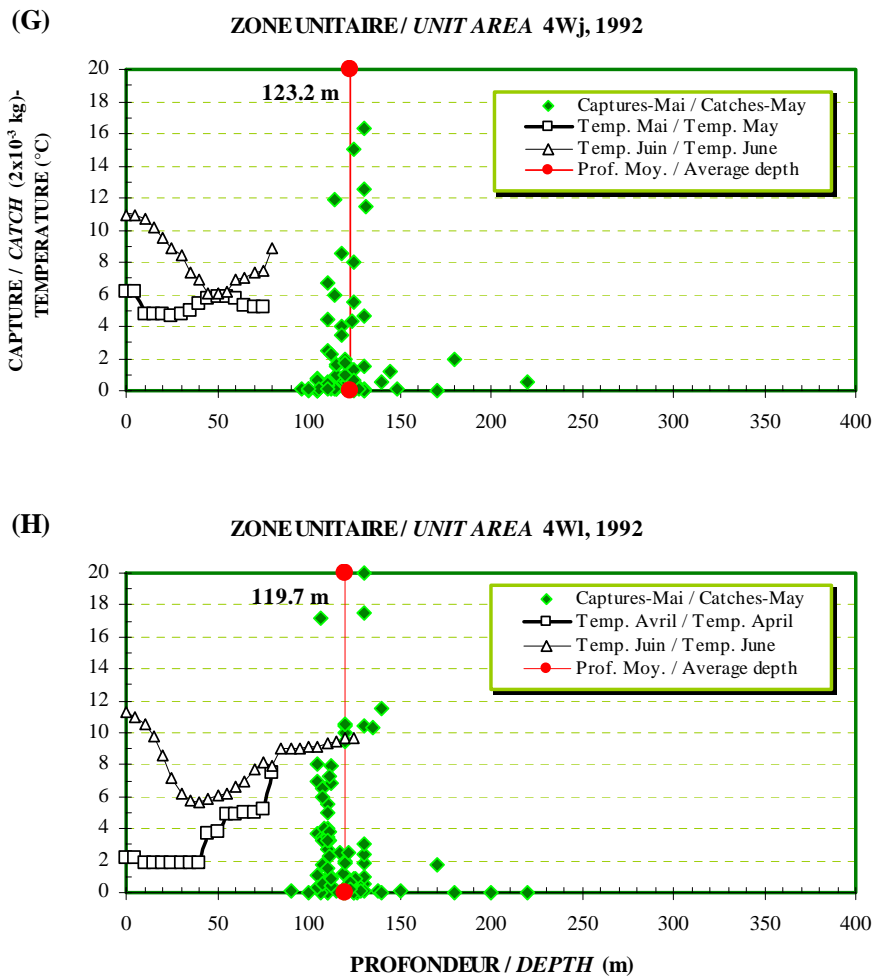 (G)
ZONE UNITAIRE / UNIT AREA 4Wj, 1992
CAPTURE / CATCH (2x10⁻³ kg)-
TEMPERATURE (°C)
20
18
16
14
12
10
8
6
4
2
0
123.2 m
Captures-Mai / Catches-May
Temp. Mai / Temp. May
Temp. Juin / Temp. June
Prof. Moy. / Average depth
0 50 100 150 200 250 300 350 400
(H)
ZONE UNITAIRE / UNIT AREA 4Wl, 1992
20
18
16
14
12
10
8
6
4
2
0
119.7 m
Captures-Mai / Catches-May
Temp. Avril / Temp. April
Temp. Juin / Temp. June
Prof. Moy. / Average depth
0 50 100 150 200 250 300 350 400
PROFONDEUR / DEPTH (m)